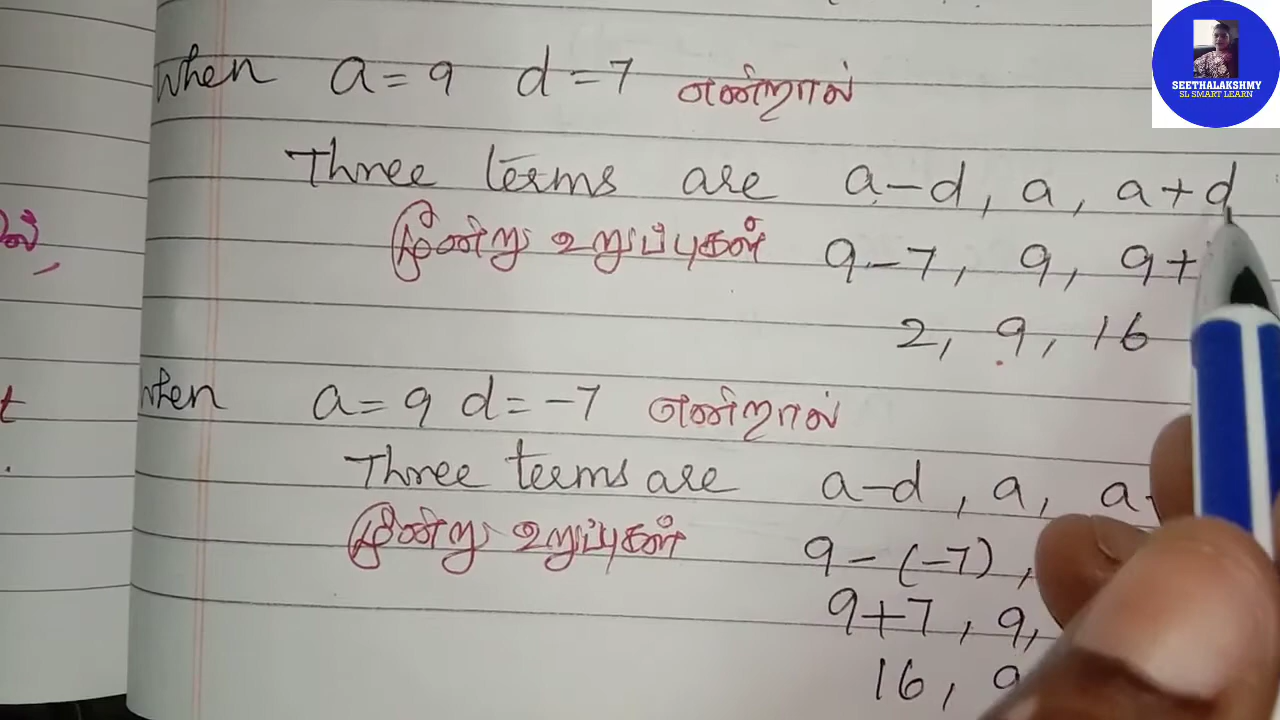 SEETHALAKSHMY
SL SMART LEARN
When a = 9 d = 7 என்றால்
Three terms are a-d, a, a+d
மூன்று உறுப்புகள் 9-7, 9, 9+
2, 9, 16
When a = 9 d = -7 என்றால்
Three terms are a-d, a, a
மூன்று உறுப்புகள் 9-(-7),
9+7, 9,
16, 9